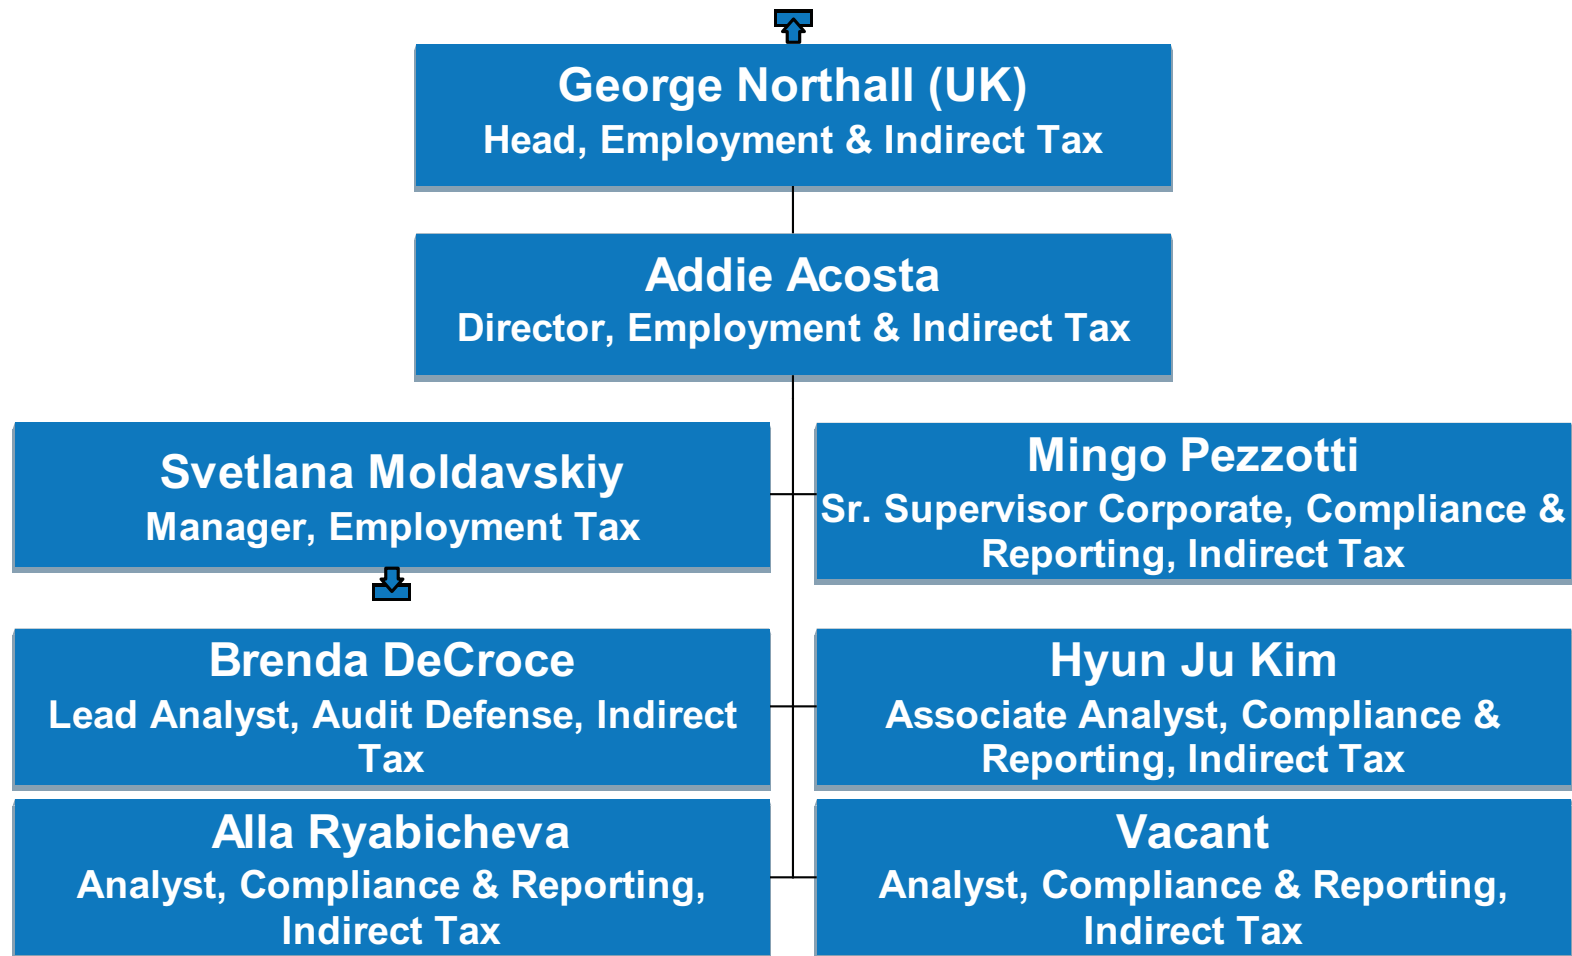 George Northall (UK)
Head, Employment & Indirect Tax
Addie Acosta
Director, Employment & Indirect Tax
Svetlana Moldavskiy
Manager, Employment Tax
Mingo Pezzotti
Sr. Supervisor Corporate, Compliance &
Reporting, Indirect Tax
Brenda DeCroce
Lead Analyst, Audit Defense, Indirect
Tax
Hyun Ju Kim
Associate Analyst, Compliance &
Reporting, Indirect Tax
Alla Ryabicheva
Analyst, Compliance & Reporting,
Indirect Tax
Vacant
Analyst, Compliance & Reporting,
Indirect Tax